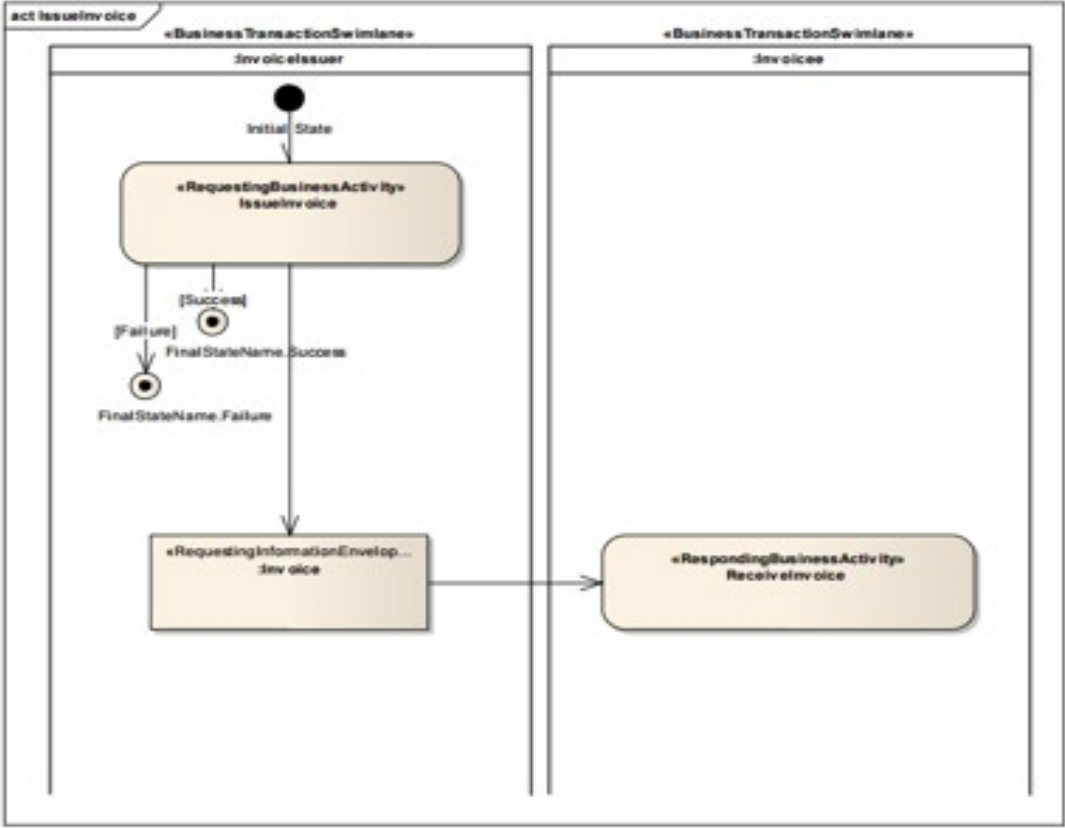 act IssueInvoice
«BusinessTransactionSwimlane»
«BusinessTransactionSwimlane»
:InvoiceIssuer
:Invoicee
Initial State
«RequestingBusinessActivity»
IssueInvoice
[Success]
[Failure]
FinalStateName.Success
FinalStateName.Failure
«RequestingInformationEnvelop...
:Invoice
«RespondingBusinessActivity»
ReceiveInvoice